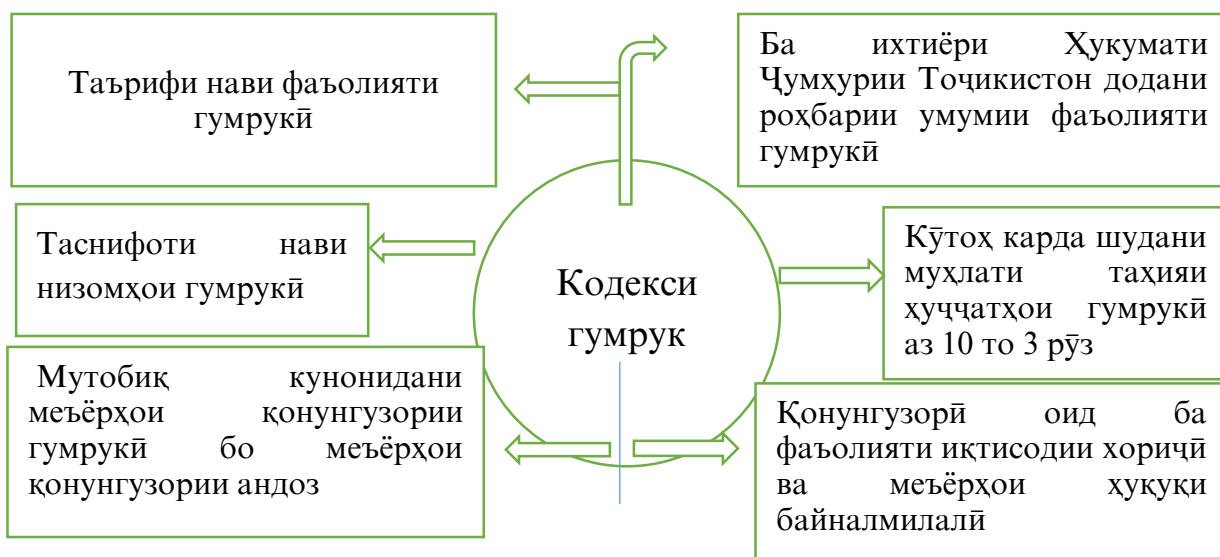 Таърифи нави фаъолияти
гумрукӣ
Ба ихтиёри Ҳукумати
Ҷумҳурии Тоҷикистон додани
роҳбарии умумии фаъолияти
гумрукӣ
Таснифоти нави
низомҳои гумрукӣ
Кодекси
гумрук
Кӯтоҳ карда шудани
муҳлати таҳияи
ҳуҷҷатҳои гумрукӣ
аз 10 то 3 рӯз
Мутобиқ кунонидани
меъёрҳои қонунгузории
гумрукӣ бо меъёрҳои
қонунгузории андоз
Қонунгузорӣ оид ба
фаъолияти иқтисодии хориҷӣ
ва меъёрҳои ҳуқуқи
байналмилалӣ